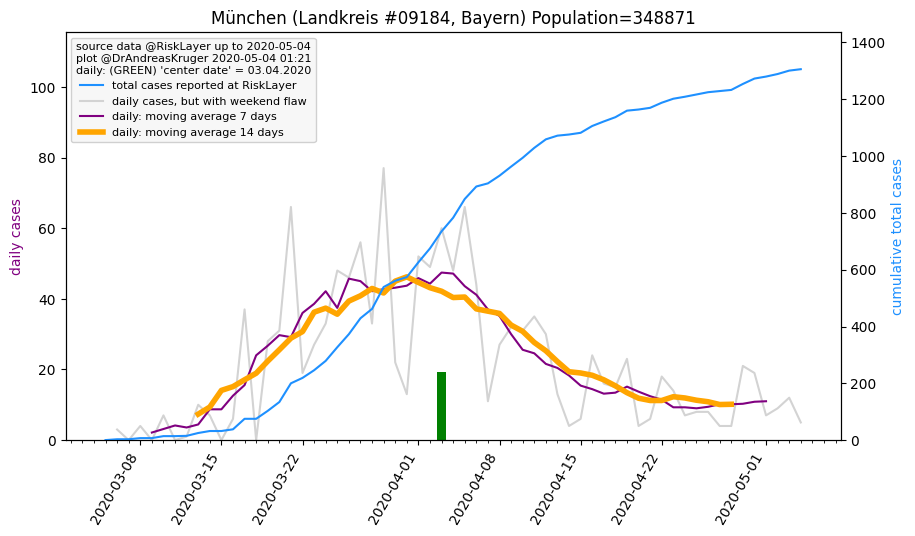 München (Landkreis #09184, Bayern) Population=348871
source data @RiskLayer up to 2020-05-04
plot @DrAndreasKruger 2020-05-04 01:21
daily: (GREEN) 'center date' = 03.04.2020
total cases reported at RiskLayer
daily cases, but with weekend flaw
daily: moving average 7 days
daily: moving average 14 days
daily cases
100
80
60
40
20
0
1400
1200
1000
800
600
400
200
0
cumulative total cases
2020-03-08
2020-03-15
2020-03-22
2020-04-01
2020-04-08
2020-04-15
2020-04-22
2020-05-01